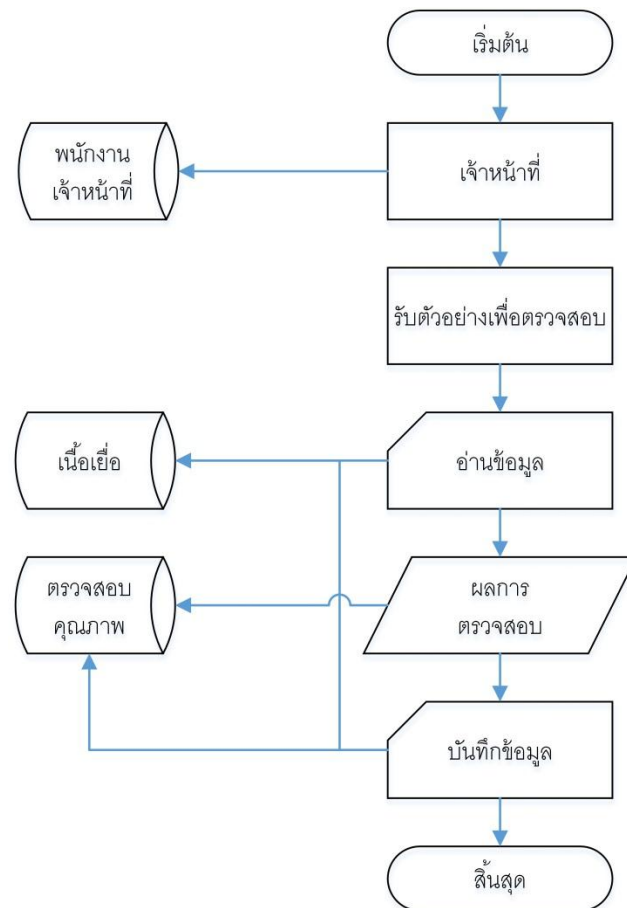 เริ่มต้น
พนักงาน
เจ้าหน้าที่
เจ้าหน้าที่
รับตัวอย่างเพื่อตรวจสอบ
เนื้อเยื่อ
อ่านข้อมูล
ตรวจสอบ
คุณภาพ
ผลการ
ตรวจสอบ
บันทึกข้อมูล
สิ้นสุด